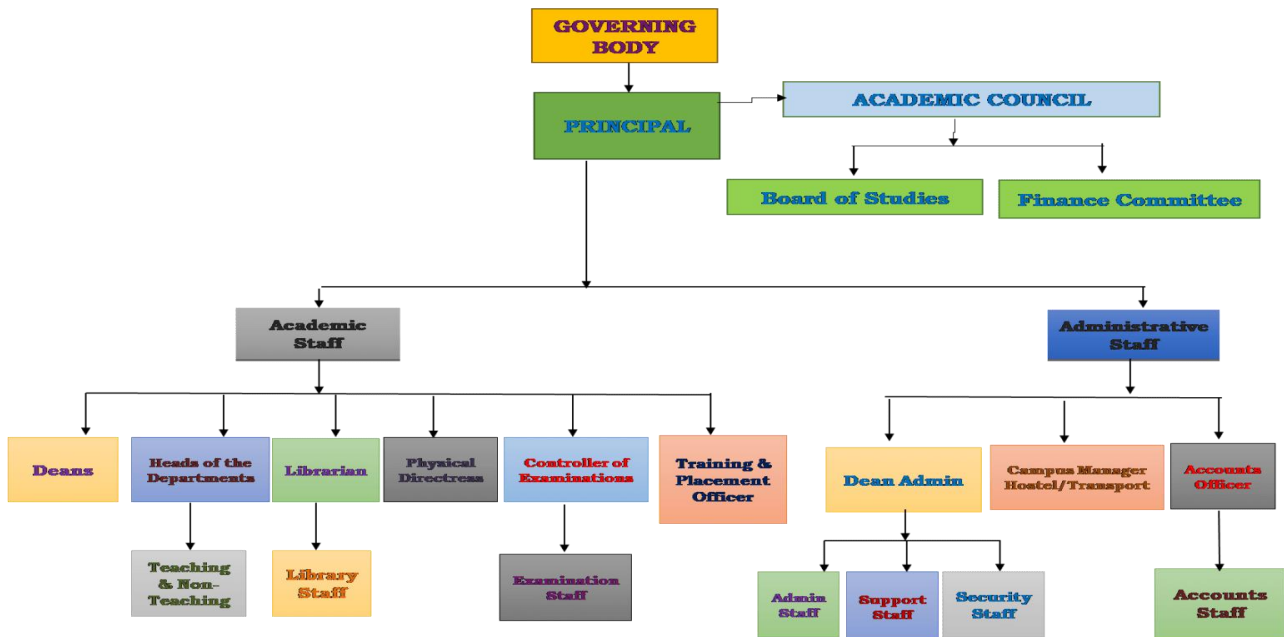 GOVERNING
BODY
ACADEMIC COUNCIL
PRINCIPAL
Board of Studies
Finance Committee
Academic
Staff
Administrative
Staff
Deans
Heads of the
Departments
Librarian
Physical
Directress
Controller of
Examinations
Training &
Placement
Officer
Dean Admin
Campus Manager
Hostel/Transport
Accounts
Officer
Teaching
& Non-
Teaching
Library
Staff
Examination
Staff
Admin
Staff
Support
Staff
Security
Staff
Accounts
Staff